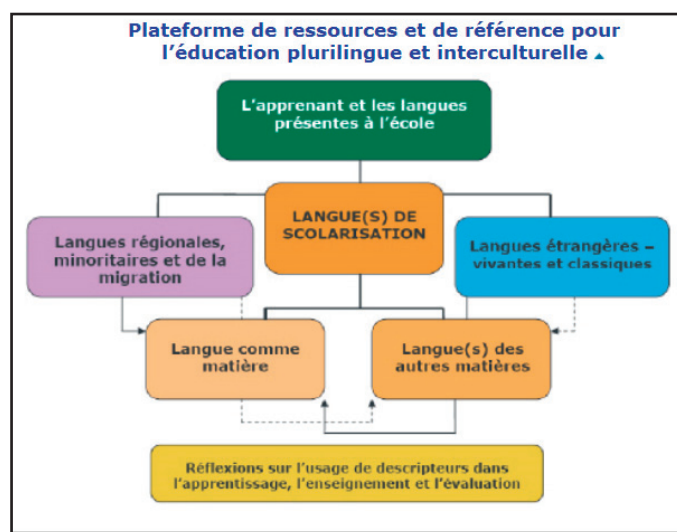 Plateforme de ressources et de référence pour
l’éducation plurilingue et interculturelle
L’apprenant et les langues
présentes à l’école
LANGUE(S) DE
SCOLARISATION
Langues régionales,
minoritaires et de la
migration
Langues étrangères –
vivantes et classiques
Langue comme
matière
Langue(s) des
autres matières
Réflexions sur l’usage de descripteurs dans
l’apprentissage, l’enseignement et l’évaluation